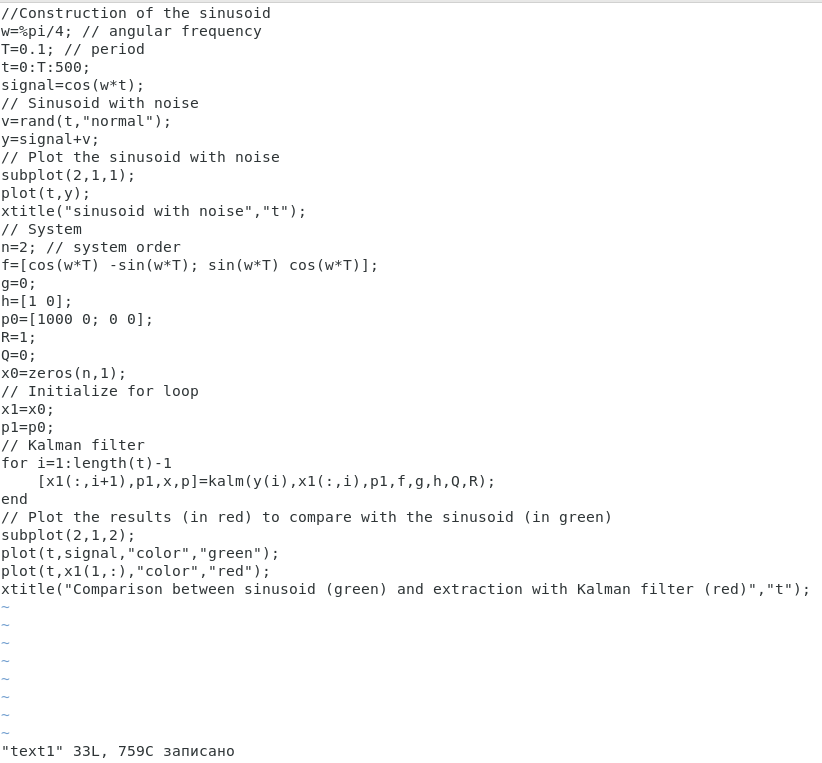 //Construction of the sinusoid
w=%pi/4; // angular frequency
T=0.1; // period
t=0:T:500;
signal=cos(w*t);
// Sinusoid with noise
v=rand(t,"normal");
y=signal+v;
// Plot the sinusoid with noise
subplot(2,1,1);
plot(t,y);
xtitle("sinusoid with noise","t");
// System
n=2; // system order
f=[cos(w*T) -sin(w*T); sin(w*T) cos(w*T)];
g=0;
h=[1 0];
p0=[1000 0; 0 0];
R=1;
Q=0;
x0=zeros(n,1);
// Initialize for loop
x1=x0;
p1=p0;
// Kalman filter
for i=1:length(t)-1
    [x1(:,i+1),p1,x,p]=kalm(y(i),x1(:,i),p1,f,g,h,Q,R);
end
// Plot the results (in red) to compare with the sinusoid (in green)
subplot(2,1,2);
plot(t,signal,"color","green");
plot(t,x1(1,:),"color","red");
xtitle("Comparison between sinusoid (green) and extraction with Kalman filter (red)","t");
~
~
~
~
~
~
~
~
"text1" 33L, 759C записано